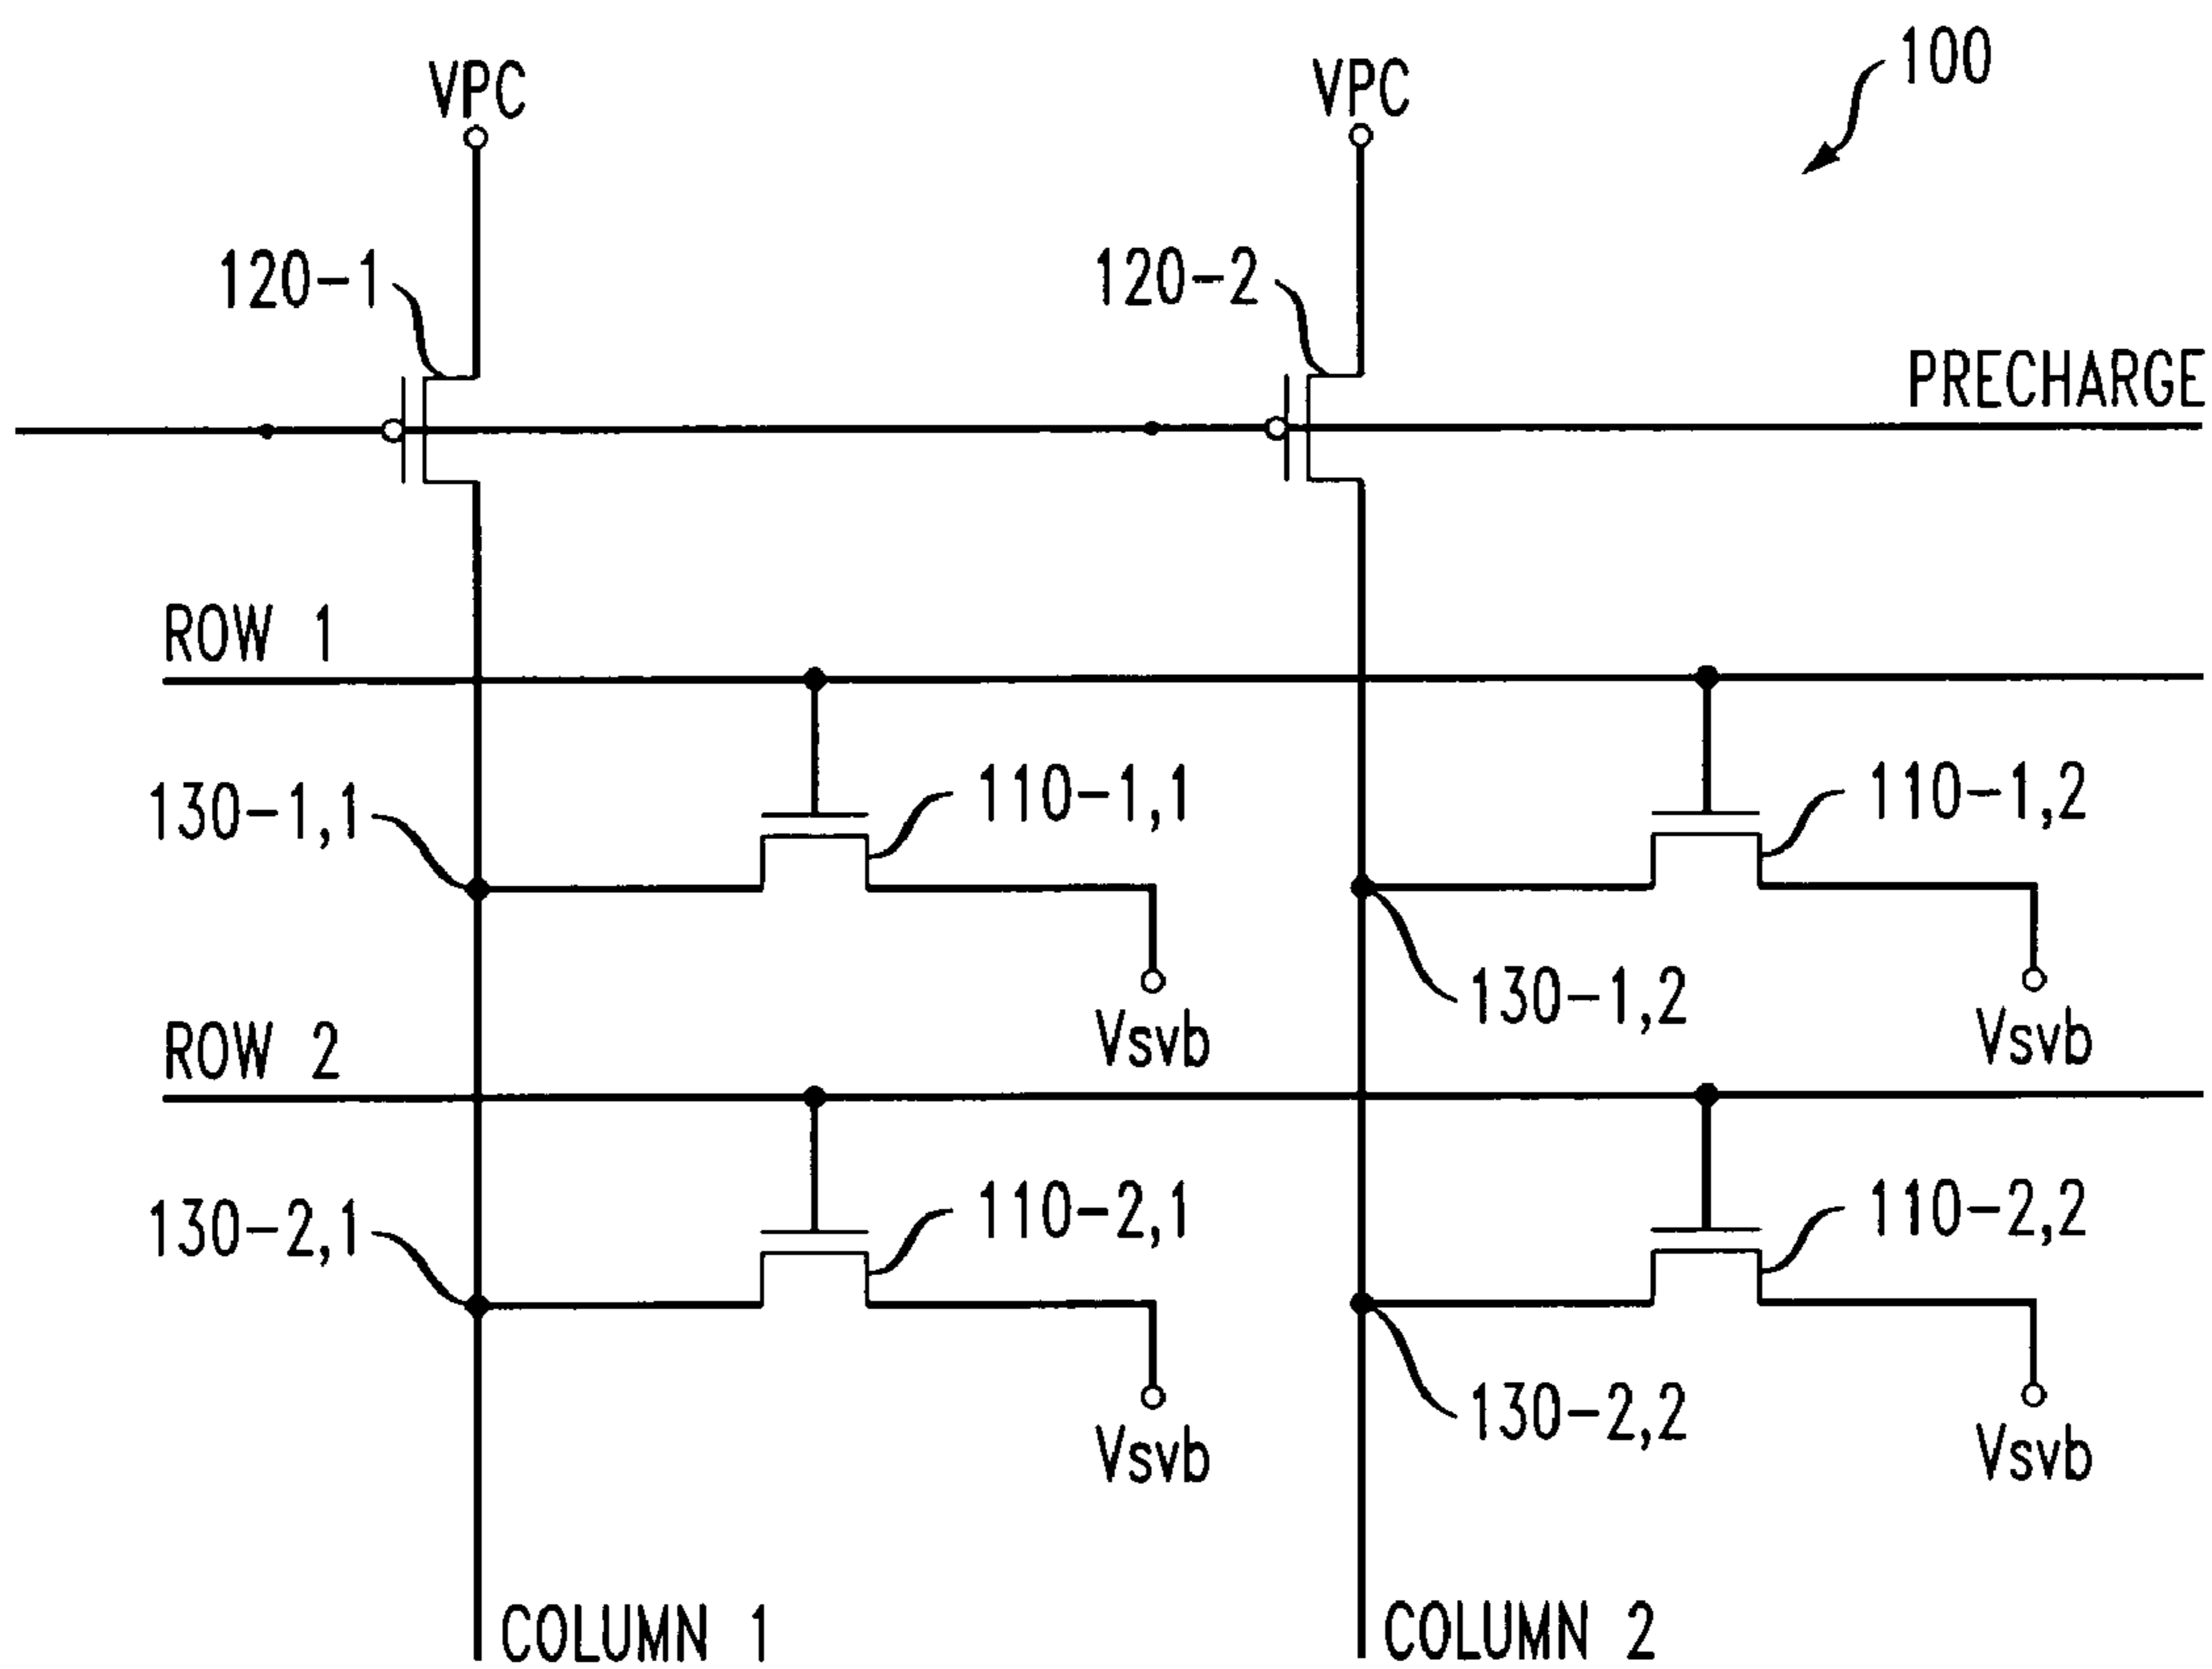 100
VPC
VPC
120-1
120-2
PRECHARGE
ROW 1
130-1,1
110-1,1
110-1,2
130-1,2
Vsvb
Vsvb
ROW 2
130-2,1
110-2,1
110-2,2
130-2,2
Vsvb
Vsvb
COLUMN 1
COLUMN 2